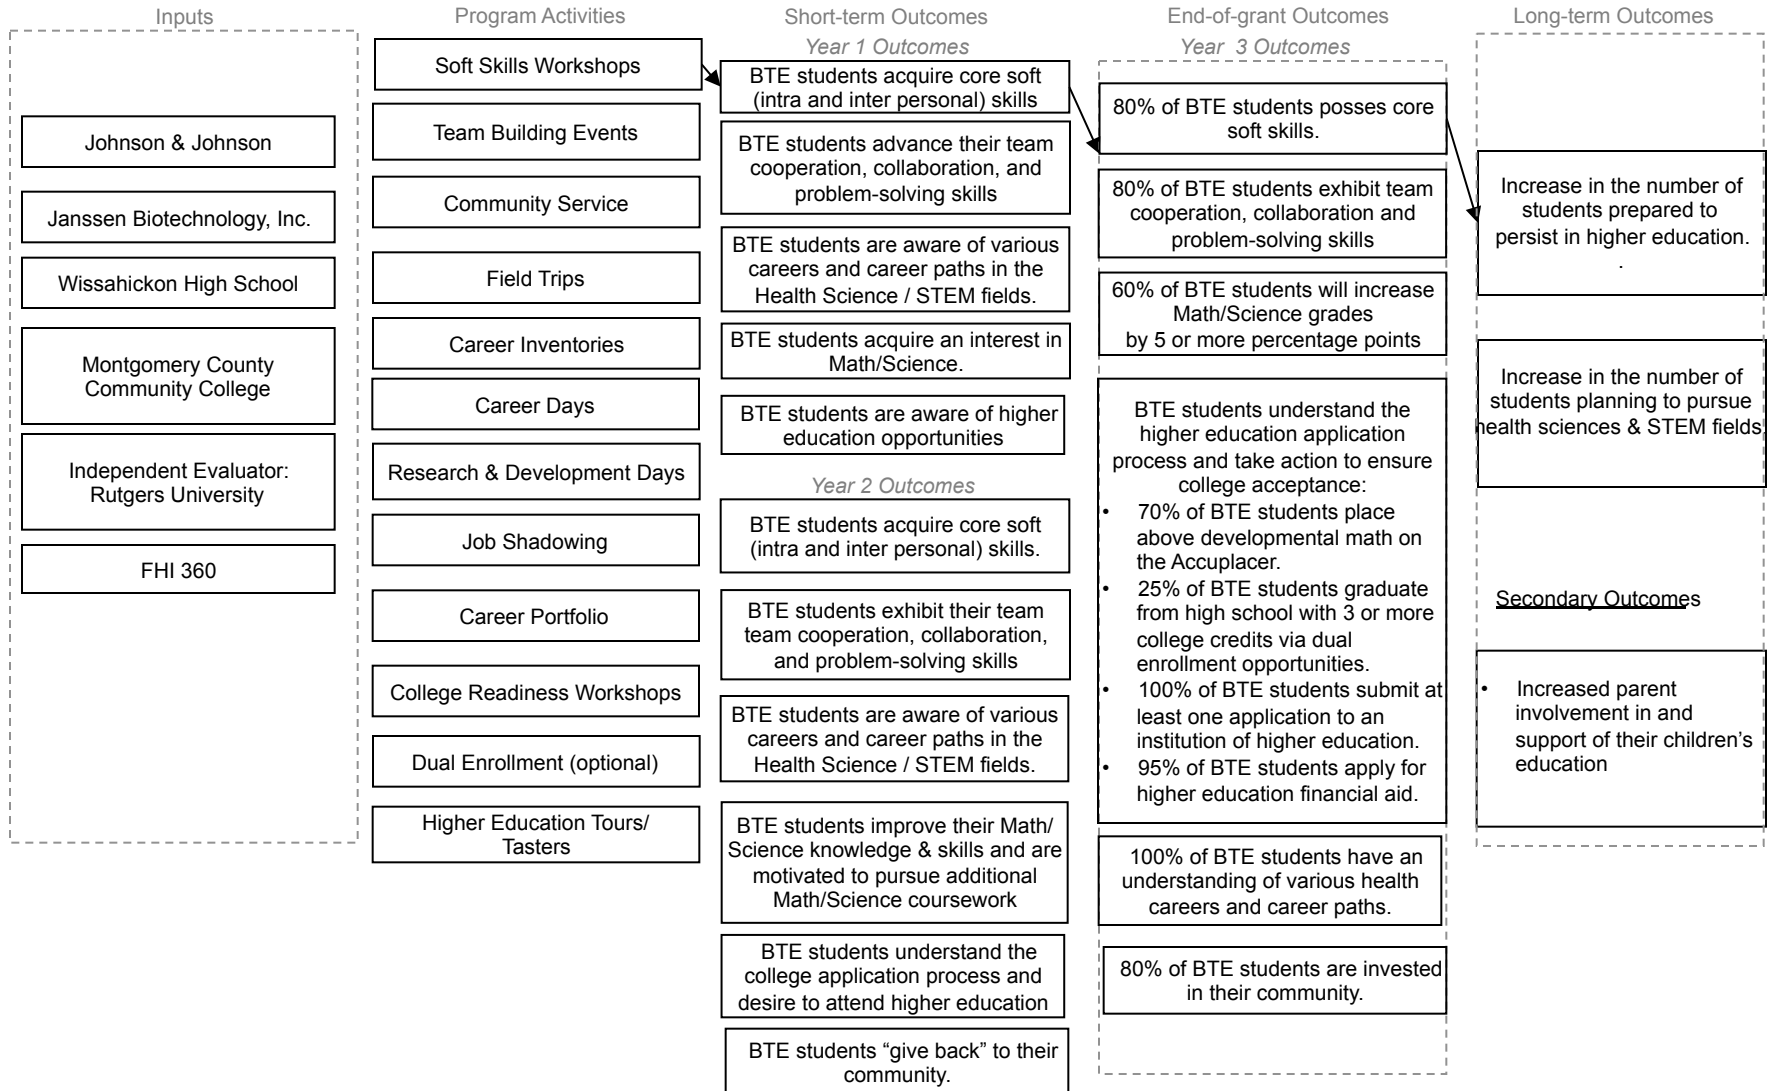 Inputs
Johnson & Johnson
Janssen Biotechnology, Inc.
Wissahickon High School
Montgomery County
Community College
Independent Evaluator:
Rutgers University
FHI 360
Program Activities
Soft Skills Workshops
Team Building Events
Community Service
Field Trips
Career Inventories
Career Days
Research & Development Days
Job Shadowing
Career Portfolio
College Readiness Workshops
Dual Enrollment (optional)
Higher Education Tours/
Tasters
Short-term Outcomes
Year 1 Outcomes
BTE students acquire core soft
(intra and inter personal) skills
BTE students advance their team
cooperation, collaboration, and
problem-solving skills
BTE students are aware of various
careers and career paths in the
Health Science / STEM fields.
BTE students acquire an interest in
Math/Science.
BTE students are aware of higher
education opportunities
Year 2 Outcomes
BTE students acquire core soft
(intra and inter personal) skills.
BTE students exhibit their team
team cooperation, collaboration,
and problem-solving skills
BTE students are aware of various
careers and career paths in the
Health Science / STEM fields.
BTE students improve their Math/
Science knowledge & skills and are
motivated to pursue additional
Math/Science coursework
BTE students understand the
college application process and
desire to attend higher education
BTE students “give back” to their
community.
End-of-grant Outcomes
Year 3 Outcomes
80% of BTE students posses core
soft skills.
80% of BTE students exhibit team
cooperation, collaboration and
problem-solving skills
60% of BTE students will increase
Math/Science grades
by 5 or more percentage points
BTE students understand the
higher education application
process and take action to ensure
college acceptance:
• 70% of BTE students place
above developmental math on
the Accuplacer.
• 25% of BTE students graduate
from high school with 3 or more
college credits via dual
enrollment opportunities.
• 100% of BTE students submit at
least one application to an
institution of higher education.
• 95% of BTE students apply for
higher education financial aid.
100% of BTE students have an
understanding of various health
careers and career paths.
80% of BTE students are invested
in their community.
Long-term Outcomes
Increase in the number of
students prepared to
persist in higher education.
.
Increase in the number of
students planning to pursue
health sciences & STEM fields.
Secondary Outcomes
• Increased parent
involvement in and
support of their children’s
education